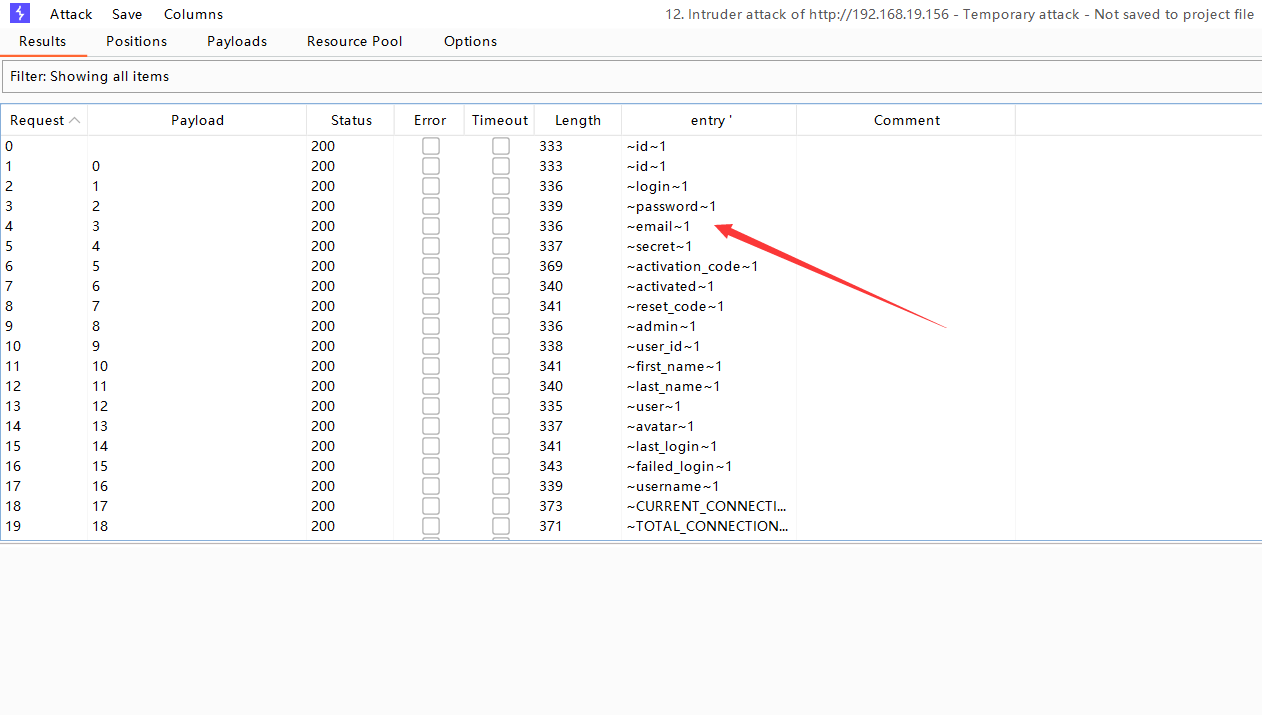 Attack Save Columns 12. Intruder attack of http://192.168.19.156 - Temporary attack - Not saved to project file
Results Positions Payloads Resource Pool Options
Filter: Showing all items
Request Payload Status Error Timeout Length entry ' Comment
0 200 333 ~id~1
1 0 200 333 ~id~1
2 1 200 336 ~login~1
3 2 200 339 ~password~1
4 3 200 336 ~email~1
5 4 200 337 ~secret~1
6 5 200 369 ~activation_code~1
7 6 200 340 ~activated~1
8 7 200 341 ~reset_code~1
9 8 200 336 ~admin~1
10 9 200 338 ~user_id~1
11 10 200 341 ~first_name~1
12 11 200 340 ~last_name~1
13 12 200 335 ~user~1
14 13 200 337 ~avatar~1
15 14 200 341 ~last_login~1
16 15 200 343 ~failed_login~1
17 16 200 339 ~username~1
18 17 200 373 ~CURRENT_CONNECTI...
19 18 200 371 ~TOTAL_CONNECTION...